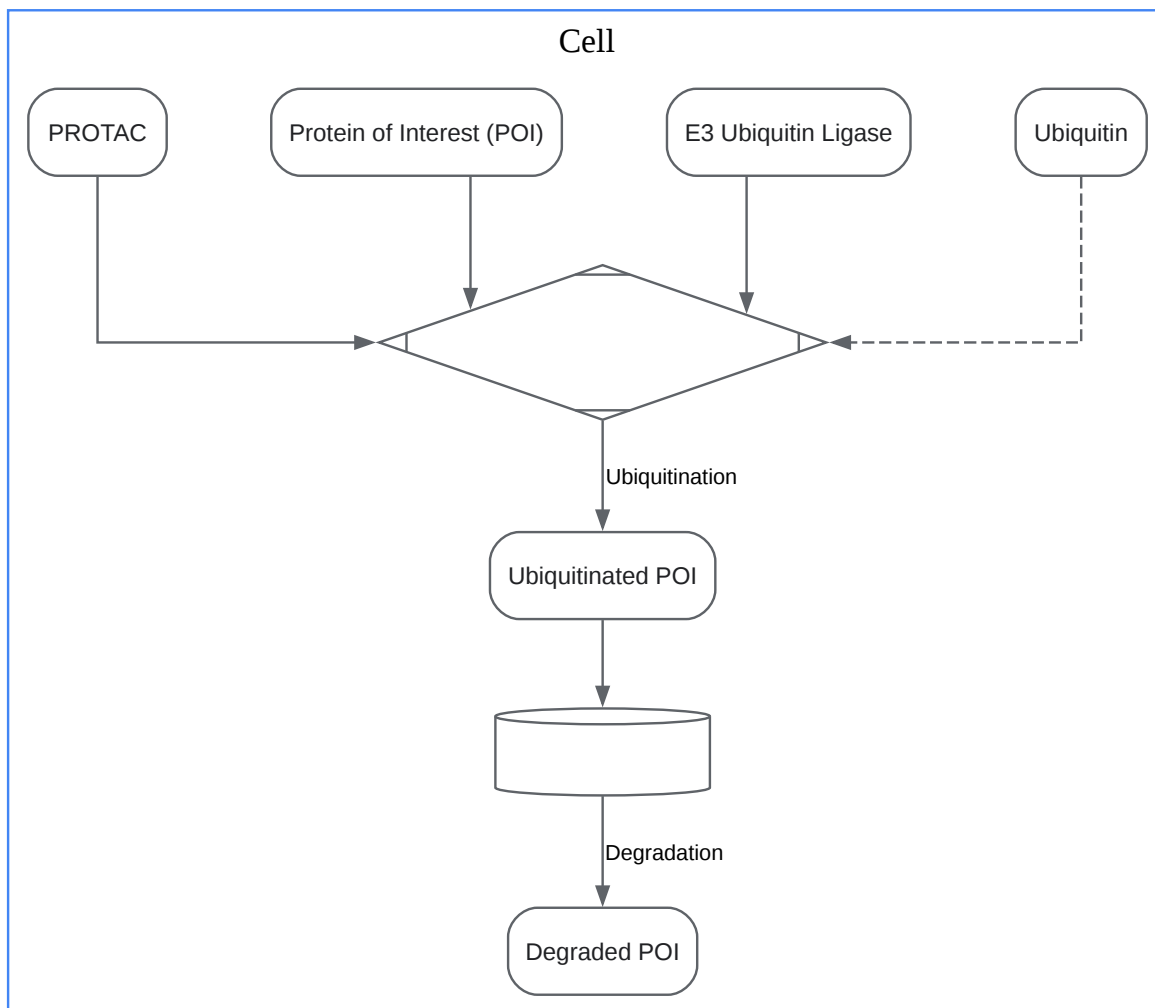 Cell
PROTAC
Protein of Interest (POI)
E3 Ubiquitin Ligase
Ubiquitin
Ubiquitination
Ubiquitinated POI
Degradation
Degraded POI